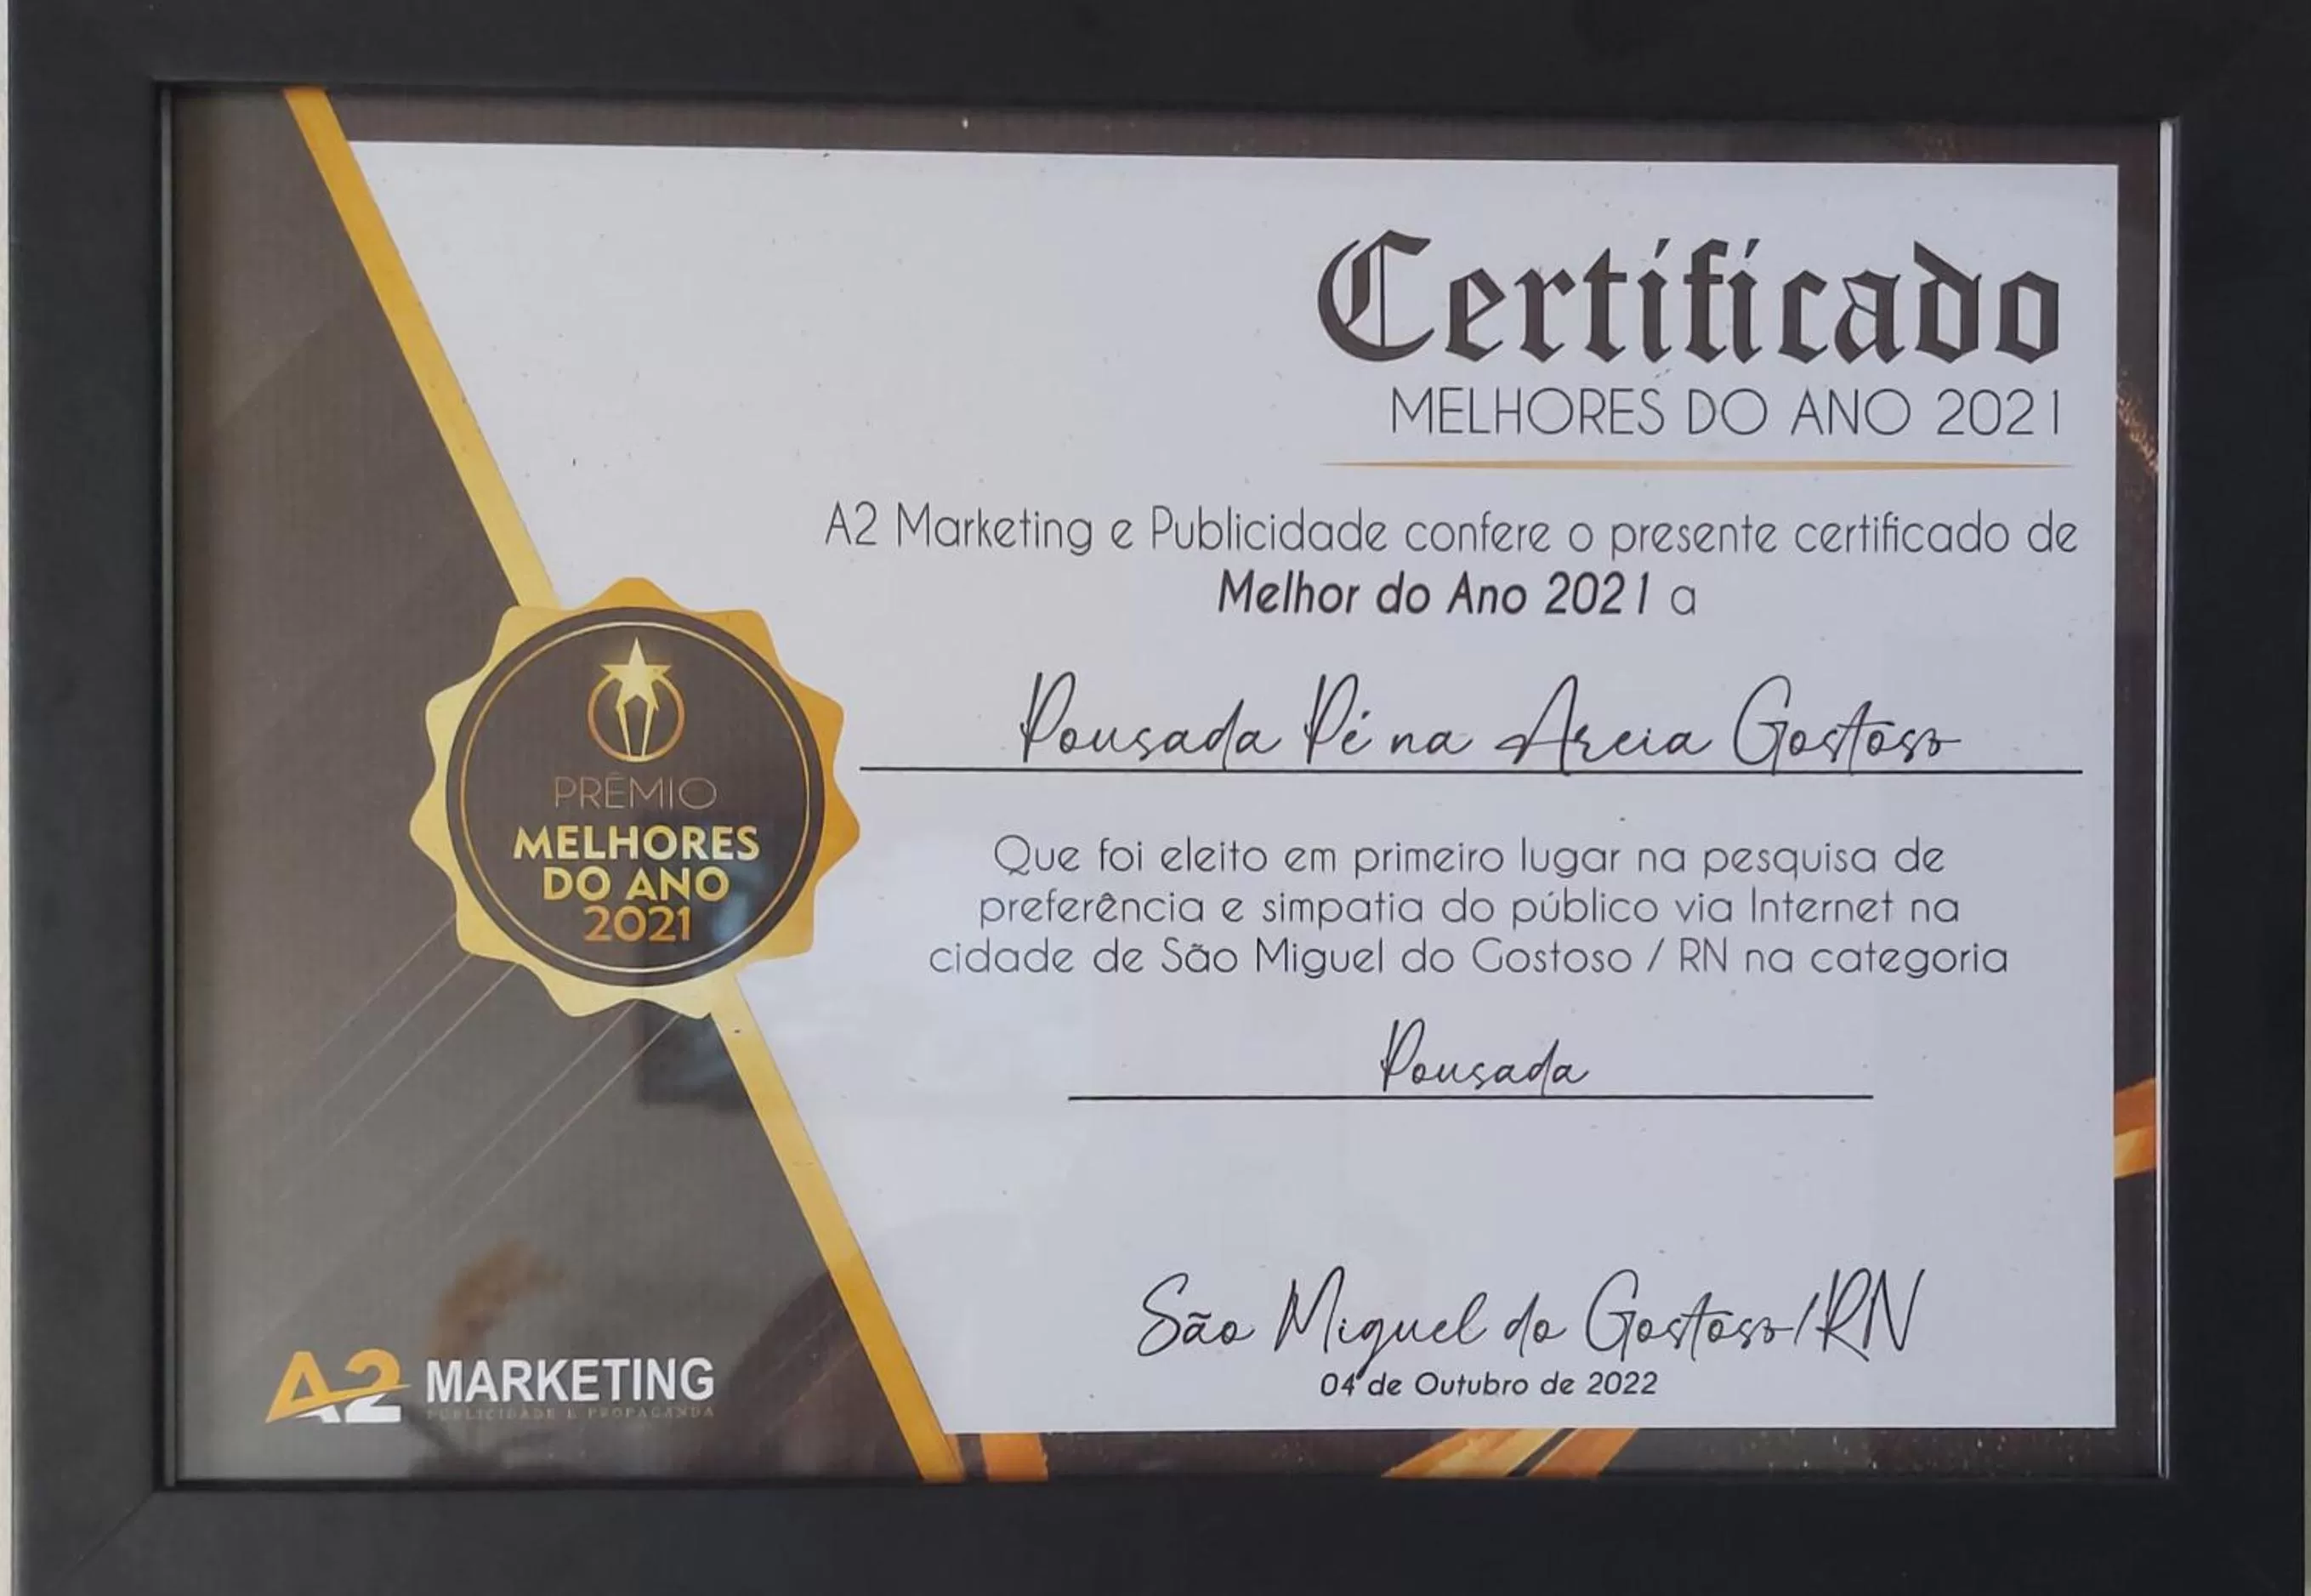 Certificado
MELHORES DO ANO 2021
A2 Marketing e Publicidade confere o presente certificado de
Melhor do Ano 2021 a
Pousada Pé na Areia Gostoso
PRÊMIO
MELHORES
DO ANO
2021
Que foi eleito em primeiro lugar na pesquisa de
preferência e simpatia do público via Internet na
cidade de São Miguel do Gostoso / RN na categoria
Pousada
São Miguel do Gostoso/RN
04 de Outubro de 2022
A2 MARKETING
PUBLICIDADE E PROPAGANDA